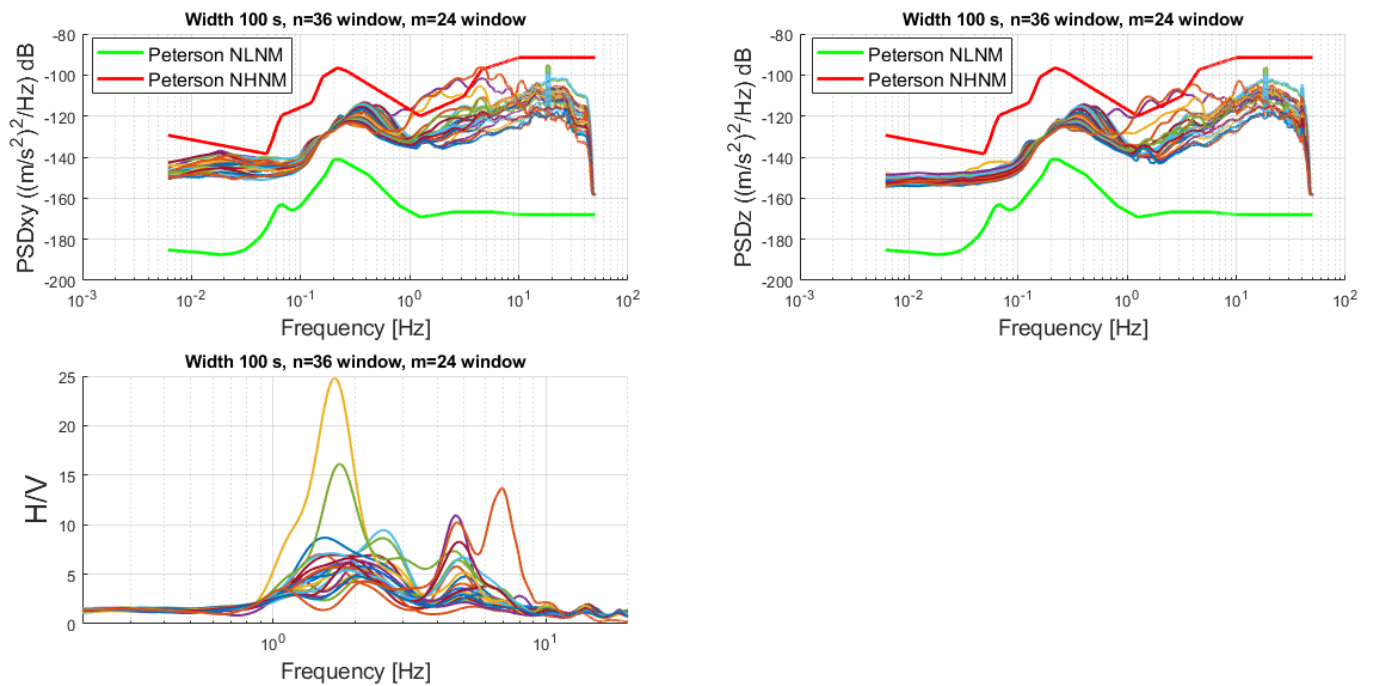 Width 100 s, n=36 window, m=24 window
PSDxy ((m/s²)²/Hz) dB
-80
-100
-120
-140
-160
-180
-200
Peterson NLNM
Peterson NHNM
10⁻³
10⁻²
10⁻¹
10⁰
10¹
10²
Frequency [Hz]
Width 100 s, n=36 window, m=24 window
PSDz ((m/s²)²/Hz) dB
-80
-100
-120
-140
-160
-180
-200
Peterson NLNM
Peterson NHNM
10⁻³
10⁻²
10⁻¹
10⁰
10¹
10²
Frequency [Hz]
Width 100 s, n=36 window, m=24 window
H/V
25
20
15
10
5
0
10⁰
10¹
Frequency [Hz]